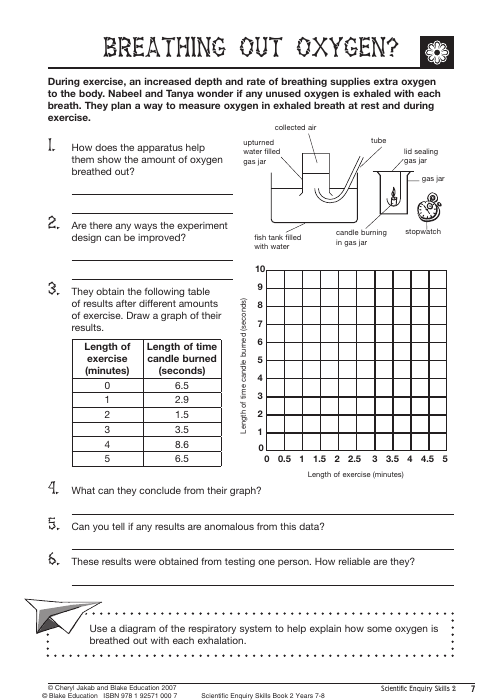 BREATHING OUT OXYGEN?
During exercise, an increased depth and rate of breathing supplies extra oxygen
to the body. Nabeel and Tanya wonder if any unused oxygen is exhaled with each
breath. They plan a way to measure oxygen in exhaled breath at rest and during
exercise.
1. How does the apparatus help
them show the amount of oxygen
breathed out?
collected air
upturned
water filled
gas jar
tube
lid sealing
gas jar
gas jar
stopwatch
candle burning
in gas jar
fish tank filled
with water
2. Are there any ways the experiment
design can be improved?
3. They obtain the following table
of results after different amounts
of exercise. Draw a graph of their
results.
Length of exercise (minutes) Length of time candle burned (seconds)
0 6.5
1 2.9
2 1.5
3 3.5
4 8.6
5 6.5
Length of time candle burned (seconds)
10
9
8
7
6
5
4
3
2
1
0
0 0.5 1 1.5 2 2.5 3 3.5 4 4.5 5
Length of exercise (minutes)
4. What can they conclude from their graph?
5. Can you tell if any results are anomalous from this data?
6. These results were obtained from testing one person. How reliable are they?
Use a diagram of the respiratory system to help explain how some oxygen is
breathed out with each exhalation.
© Cheryl Jakab and Blake Education 2007
Scientific Enquiry Skills 2 7
© Blake Education ISBN 978 1 92571 000 7 Scientific Enquiry Skills Book 2 Years 7-8